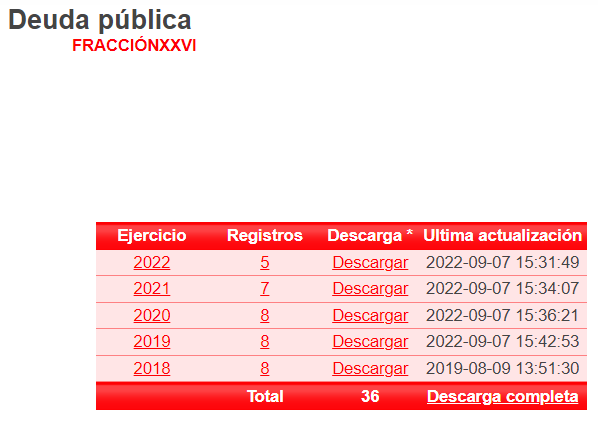 Deuda pública
FRACCIÓNXXVI
Ejercicio Registros Descarga * Ultima actualización
2022 5 Descargar 2022-09-07 15:31:49
2021 7 Descargar 2022-09-07 15:34:07
2020 8 Descargar 2022-09-07 15:36:21
2019 8 Descargar 2022-09-07 15:42:53
2018 8 Descargar 2019-08-09 13:51:30
Total 36 Descarga completa